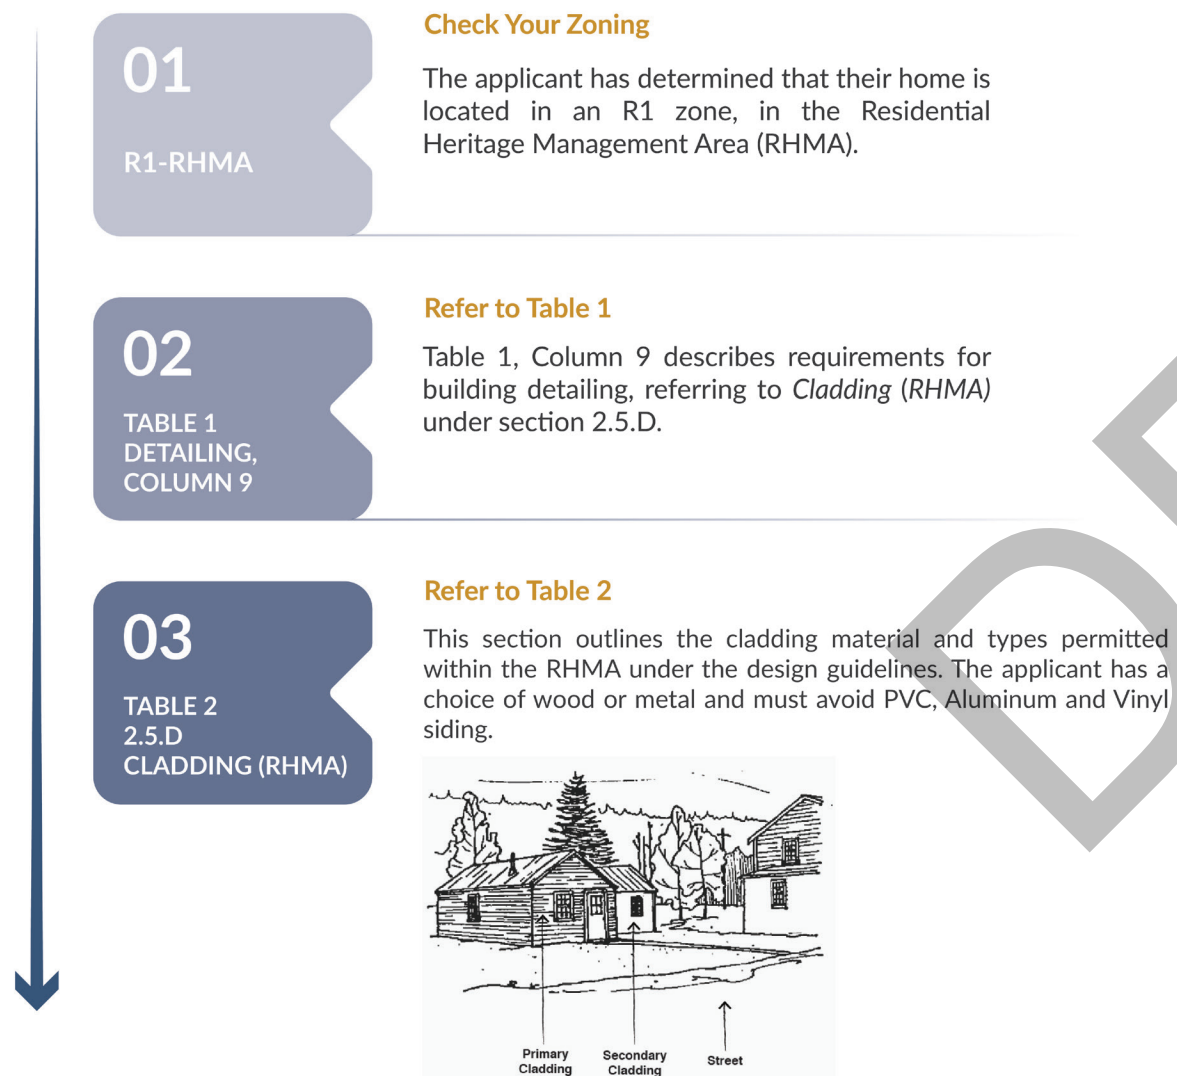 01
R1-RHMA
Check Your Zoning
The applicant has determined that their home is
located in an R1 zone, in the Residential
Heritage Management Area (RHMA).
02
TABLE 1
DETAILING,
COLUMN 9
Refer to Table 1
Table 1, Column 9 describes requirements for
building detailing, referring to Cladding (RHMA)
under section 2.5.D.
03
TABLE 2
2.5.D
CLADDING (RHMA)
Refer to Table 2
This section outlines the cladding material and types permitted
within the RHMA under the design guidelines. The applicant has a
choice of wood or metal and must avoid PVC, Aluminum and Vinyl
siding.
Primary
Cladding
Secondary
Cladding
Street